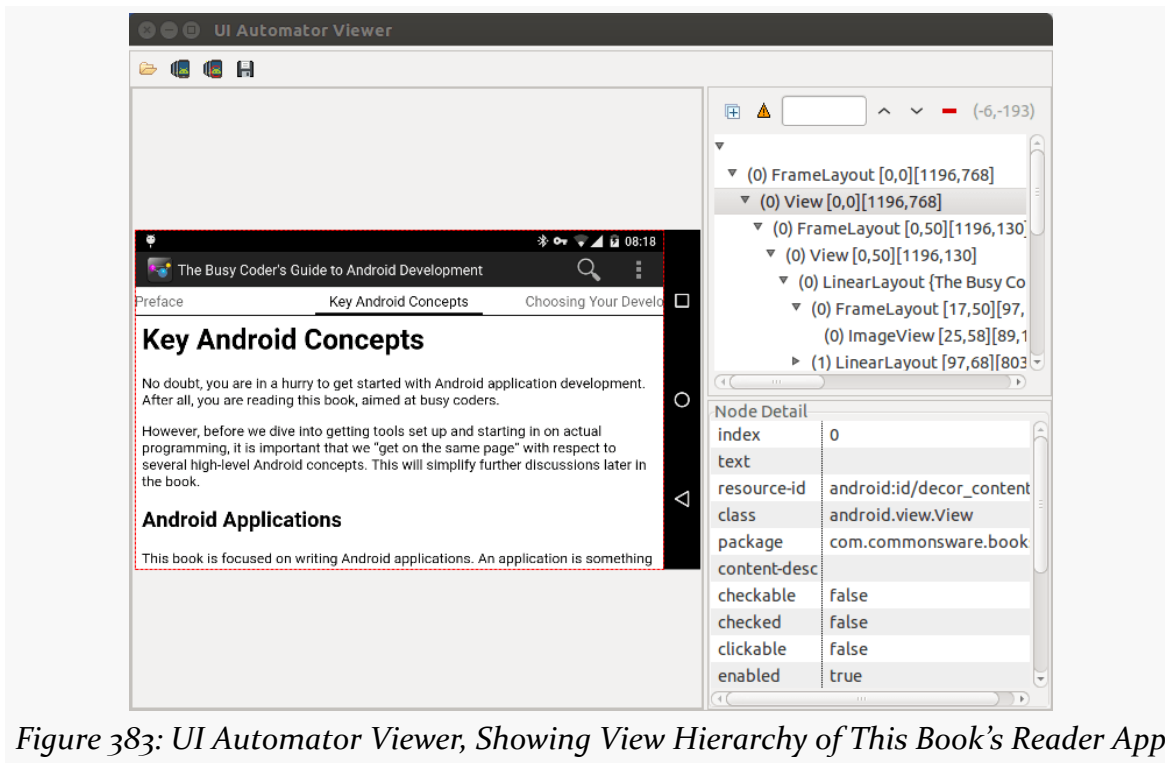 UI Automator Viewer
(-6,-193)
(0) FrameLayout [0,0][1196,768]
(0) View [0,0][1196,768]
(0) FrameLayout [0,50][1196,130]
(0) View [0,50][1196,130]
(0) LinearLayout {The Busy Co
(0) FrameLayout [17,50][97,
(0) ImageView [25,58][89,1
(1) LinearLayout [97,68][803
08:18
The Busy Coder's Guide to Android Development
Preface Key Android Concepts Choosing Your Develo
Key Android Concepts
No doubt, you are in a hurry to get started with Android application development.
After all, you are reading this book, aimed at busy coders.
However, before we dive into getting tools set up and starting in on actual
programming, it is important that we “get on the same page” with respect to
several high-level Android concepts. This will simplify further discussions later in
the book.
Android Applications
This book is focused on writing Android applications. An application is something
Node Detail
index 0
text
resource-id android:id/decor_content
class android.view.View
package com.commonsware.book
content-desc
checkable false
checked false
clickable false
enabled true
Figure 383: UI Automator Viewer, Showing View Hierarchy of This Book’s Reader App